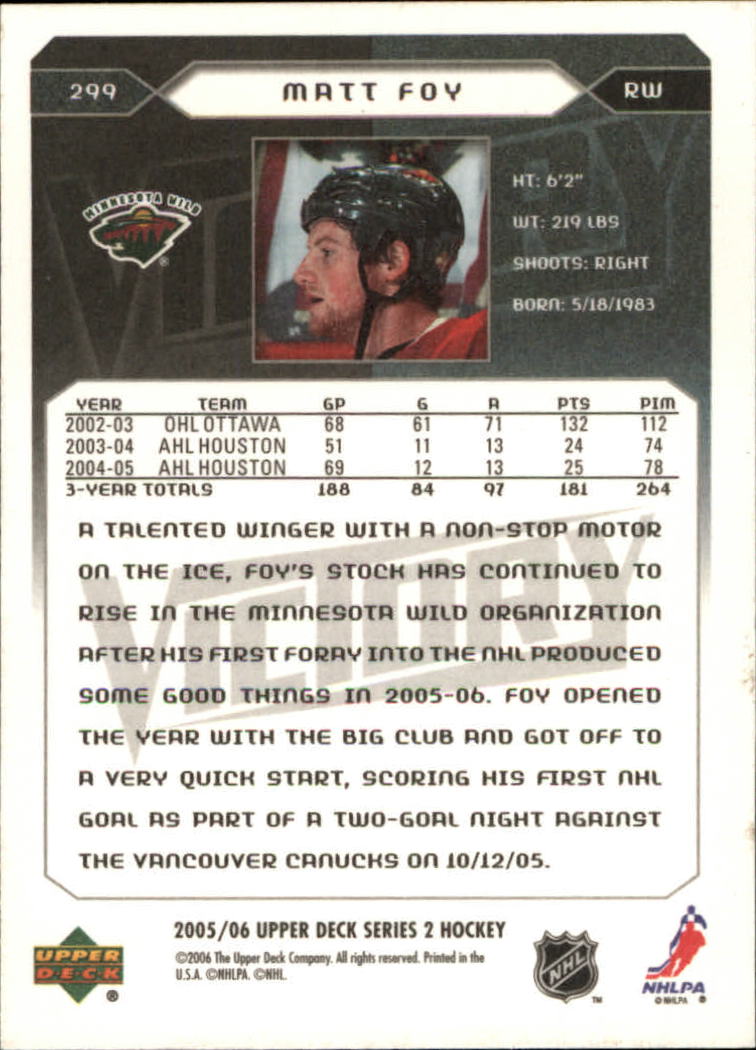 299
MATT FOY
RW
MINNESOTA WILD
®
HT: 6'2"
WT: 219 LBS
SHOOTS: RIGHT
BORN: 5/18/1983
YEAR TEAM GP G A PTS PIM
2002-03 OHL OTTAWA 68 61 71 132 112
2003-04 AHL HOUSTON 51 11 13 24 74
2004-05 AHL HOUSTON 69 12 13 25 78
3-YEAR TOTALS 188 84 97 181 264
VICTORY
A TALENTED WINGER WITH A NON-STOP MOTOR
ON THE ICE, FOY'S STOCK HAS CONTINUED TO
RISE IN THE MINNESOTA WILD ORGANIZATION
AFTER HIS FIRST FORAY INTO THE NHL PRODUCED
SOME GOOD THINGS IN 2005-06. FOY OPENED
THE YEAR WITH THE BIG CLUB AND GOT OFF TO
A VERY QUICK START, SCORING HIS FIRST NHL
GOAL AS PART OF A TWO-GOAL NIGHT AGAINST
THE VANCOUVER CANUCKS ON 10/12/05.
2005/06 UPPER DECK SERIES 2 HOCKEY
©2006 The Upper Deck Company. All rights reserved. Printed in the
U.S.A. ©NHLPA. ©NHL.
UPPER
DECK
®
NHL
™
NHLPA
© NHLPA ®